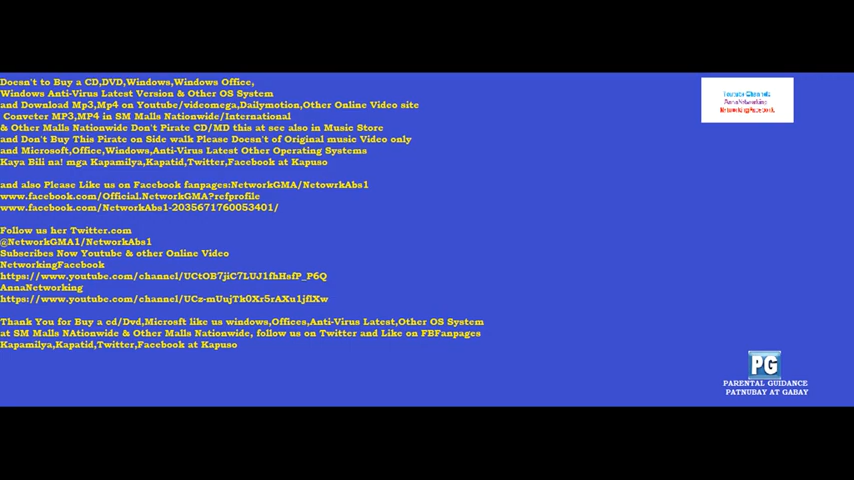 Doesn't to Buy a CD,DVD,Windows,Windows Office,
Windows Anti-Virus Latest Version & Other OS System
and Download Mp3,Mp4 on Youtube/videomega,Dailymotion,Other Online Video site
Conveter MP3,MP4 in SM Malls Nationwide/International
& Other Malls Nationwide Don't Pirate CD/MD this at see also in Music Store
and Don't Buy This Pirate on Side walk Please Doesn't of Original music Video only
and Microsoft,Office,Windows,Anti-Virus Latest Other Operating Systems
Kaya Bili na! mga Kapamilya,Kapatid,Twitter,Facebook at Kapuso
and also Please Like us on Facebook fanpages:NetworkGMA/NetowrkAbs1
www.facebook.com/Official.NetworkGMA?refprofile
www.facebook.com/NetworkAbs1-2035671760053401/
Follow us her Twitter.com
@NetworkGMA1/NetworkAbs1
Subscribes Now Youtube & other Online Video
NetworkingFacebook
https://www.youtube.com/channel/UCtOB7jiC7LUJ1fhHsfP_P6Q
AnnaNetworking
https://www.youtube.com/channel/UCz-mUujTk0Xr5rAXu1jflXw
Thank You for Buy a cd/Dvd,Microsft like us windows,Offices,Anti-Virus Latest,Other OS System
at SM Malls NAtionwide & Other Malls Nationwide, follow us on Twitter and Like on FBFanpages
Kapamilya,Kapatid,Twitter,Facebook at Kapuso
Youtube Channels
AnnaNetworking
NetworkingFacebook
PG
PARENTAL GUIDANCE
PATNUBAY AT GABAY